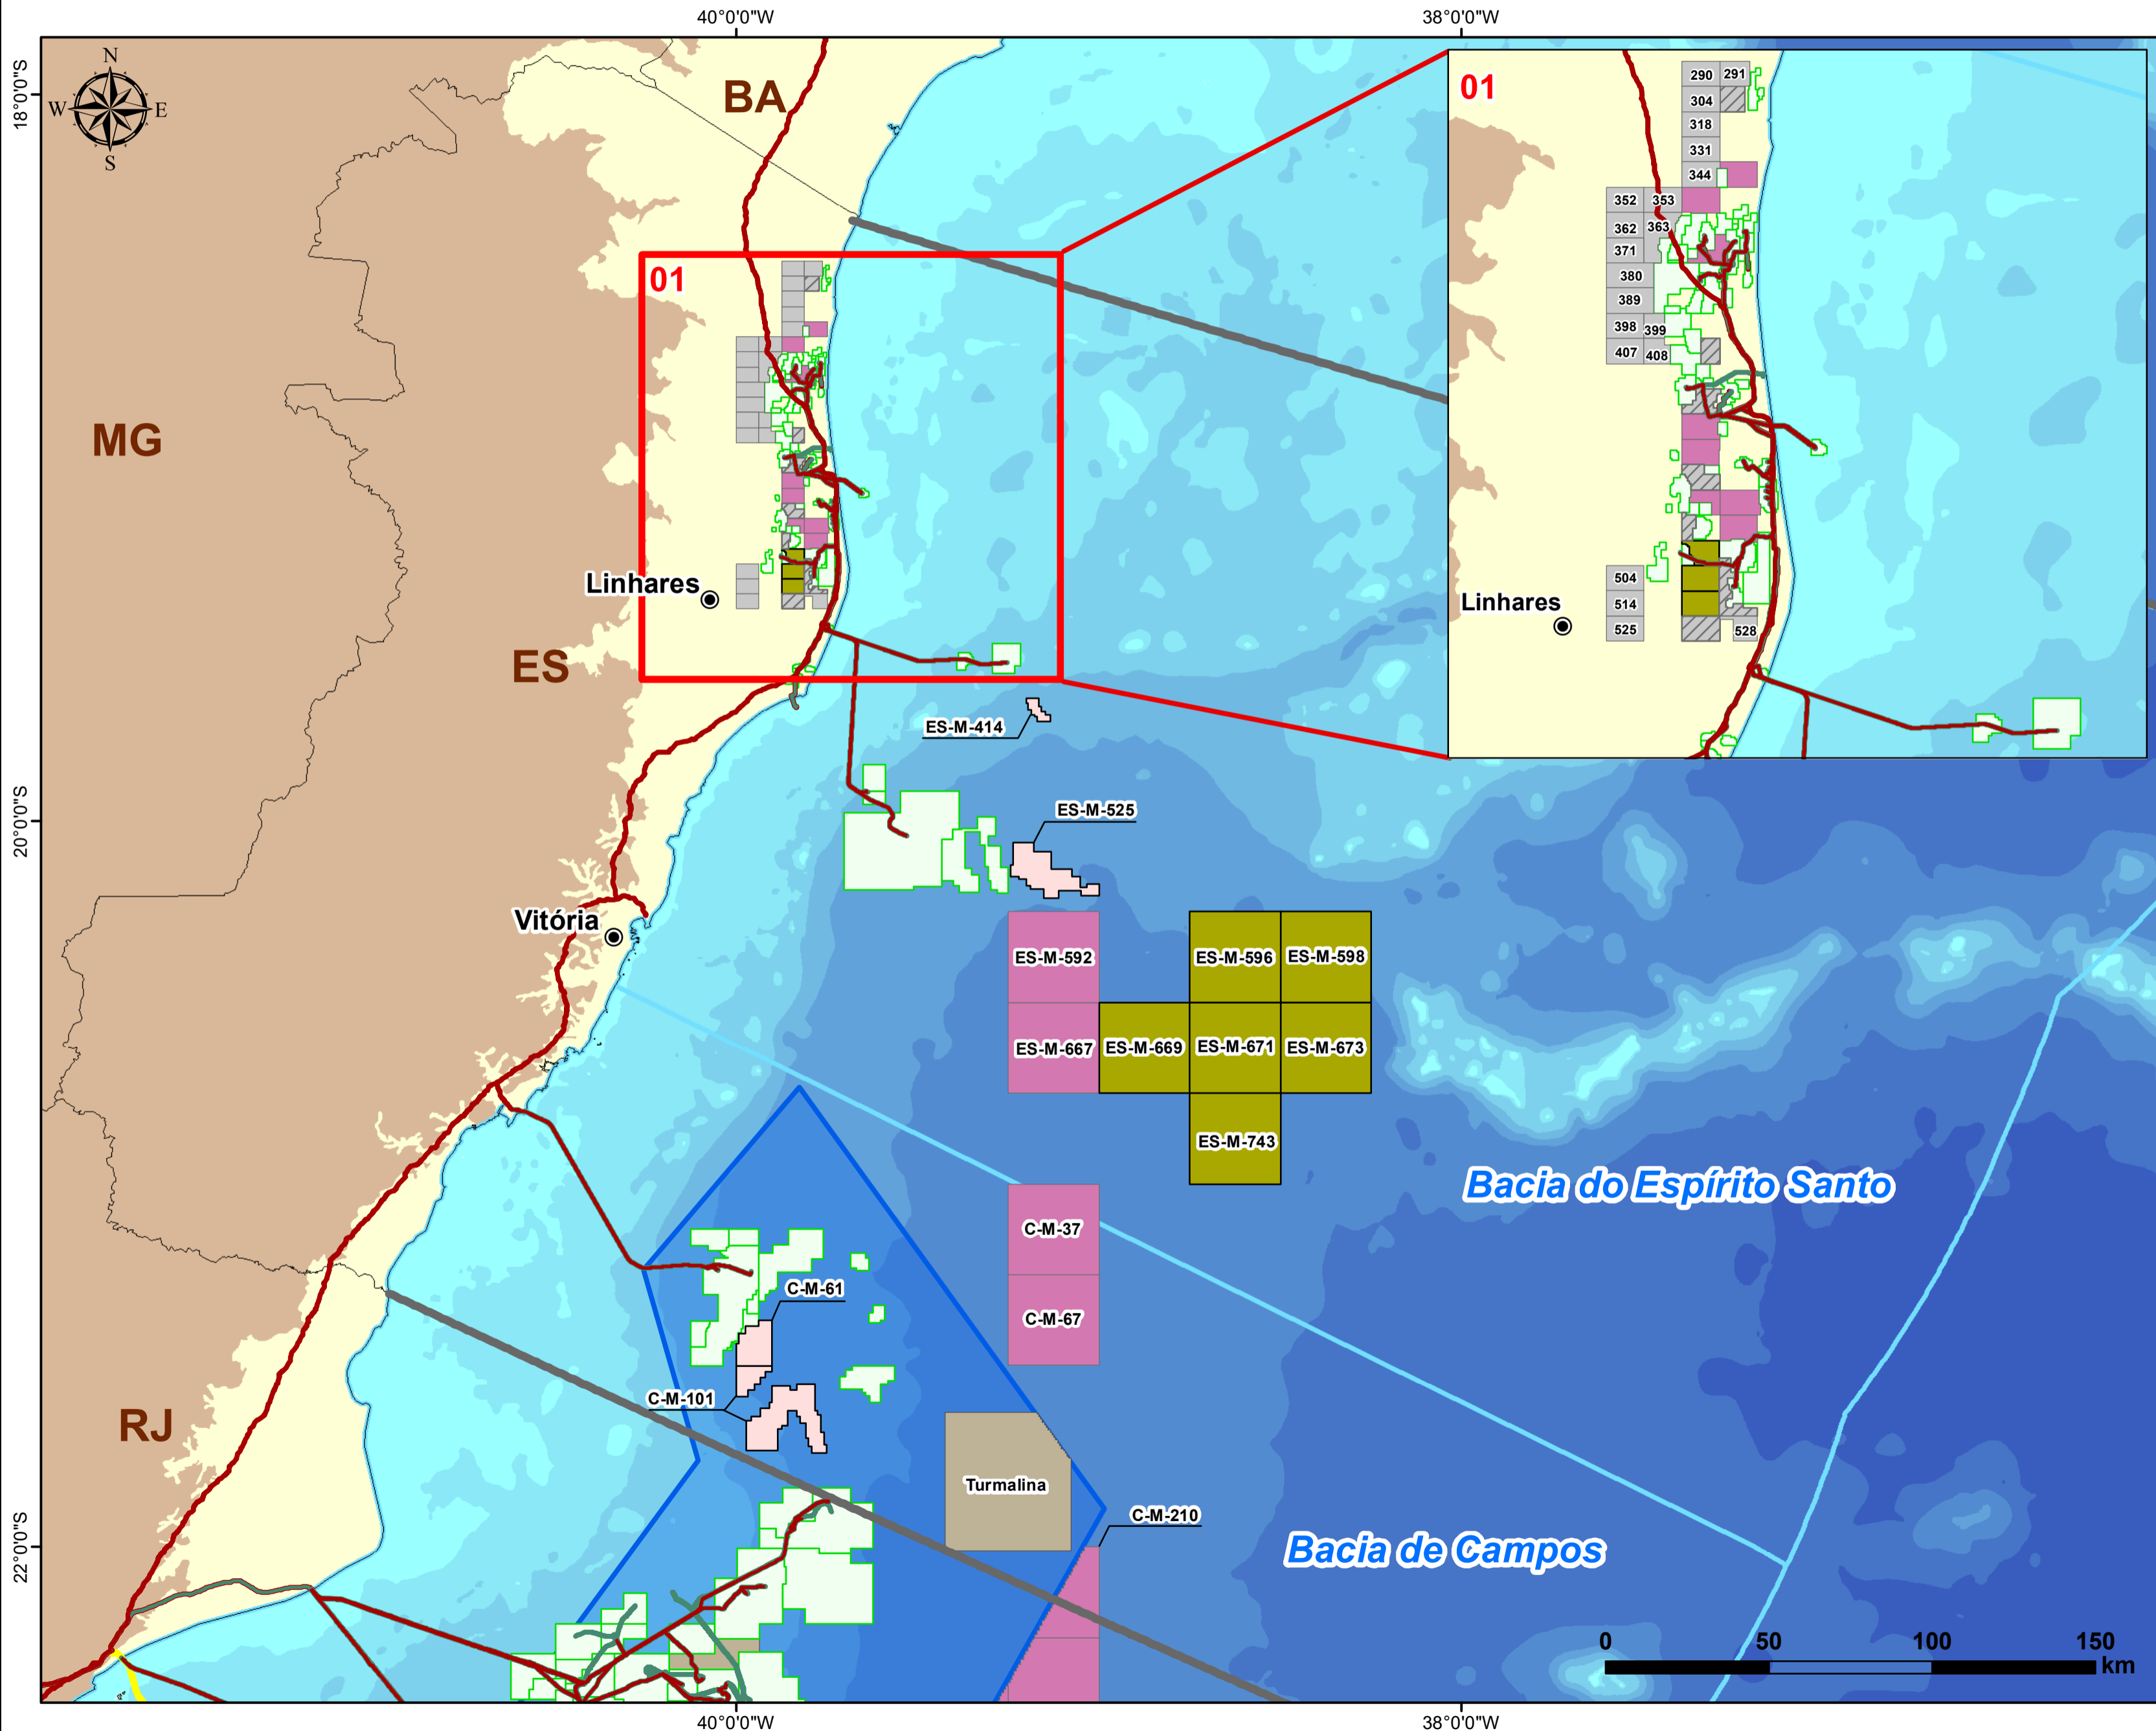 40°0'0"W
38°0'0"W
18°0'0"S
N
W
E
S
BA
01
290
291
304
318
331
344
352
353
362
363
371
380
389
398
399
407
408
504
514
525
528
Linhares
01
MG
Linhares
ES
ES-M-414
20°0'0"S
ES-M-525
Vitória
ES-M-592
ES-M-596
ES-M-598
ES-M-667
ES-M-669
ES-M-671
ES-M-673
ES-M-743
Bacia do Espírito Santo
C-M-37
C-M-61
C-M-67
C-M-101
RJ
Turmalina
C-M-210
22°0'0"S
Bacia de Campos
0
50
100
150
km
40°0'0"W
38°0'0"W